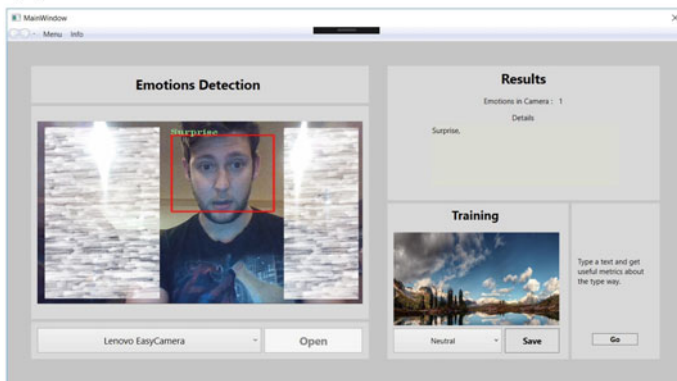 MainWindow
Menu Info
Emotions Detection
Surprise
Lenovo EasyCamera
Open
Results
Emotions in Camera : 1
Details
Surprise,
Training
Neutral
Save
Type a text and get
useful metrics about
the type way.
Go